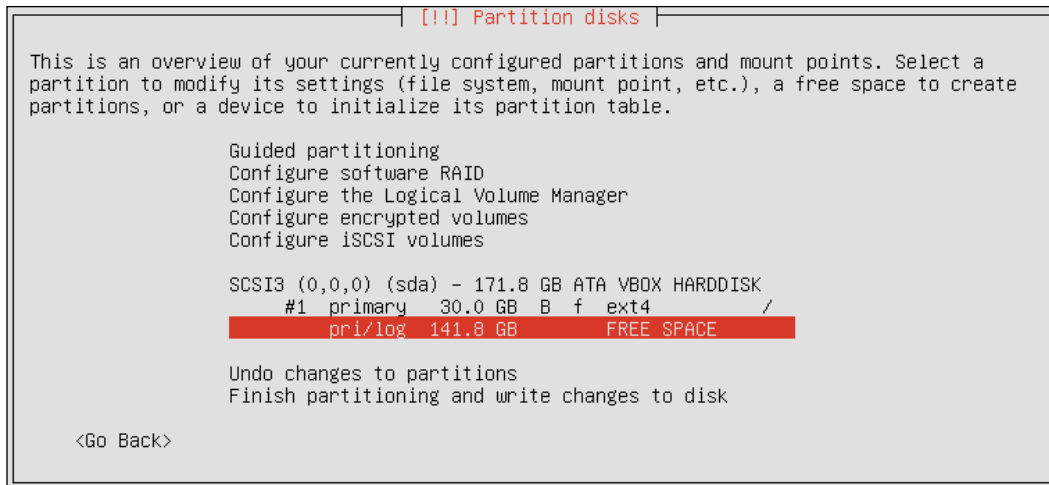 [!!] Partition disks
This is an overview of your currently configured partitions and mount points. Select a
partition to modify its settings (file system, mount point, etc.), a free space to create
partitions, or a device to initialize its partition table.
Guided partitioning
Configure software RAID
Configure the Logical Volume Manager
Configure encrypted volumes
Configure iSCSI volumes
SCSI3 (0,0,0) (sda) - 171.8 GB ATA VBOX HARDDISK
#1 primary 30.0 GB B f ext4 /
pri/log 141.8 GB FREE SPACE
Undo changes to partitions
Finish partitioning and write changes to disk
<Go Back>